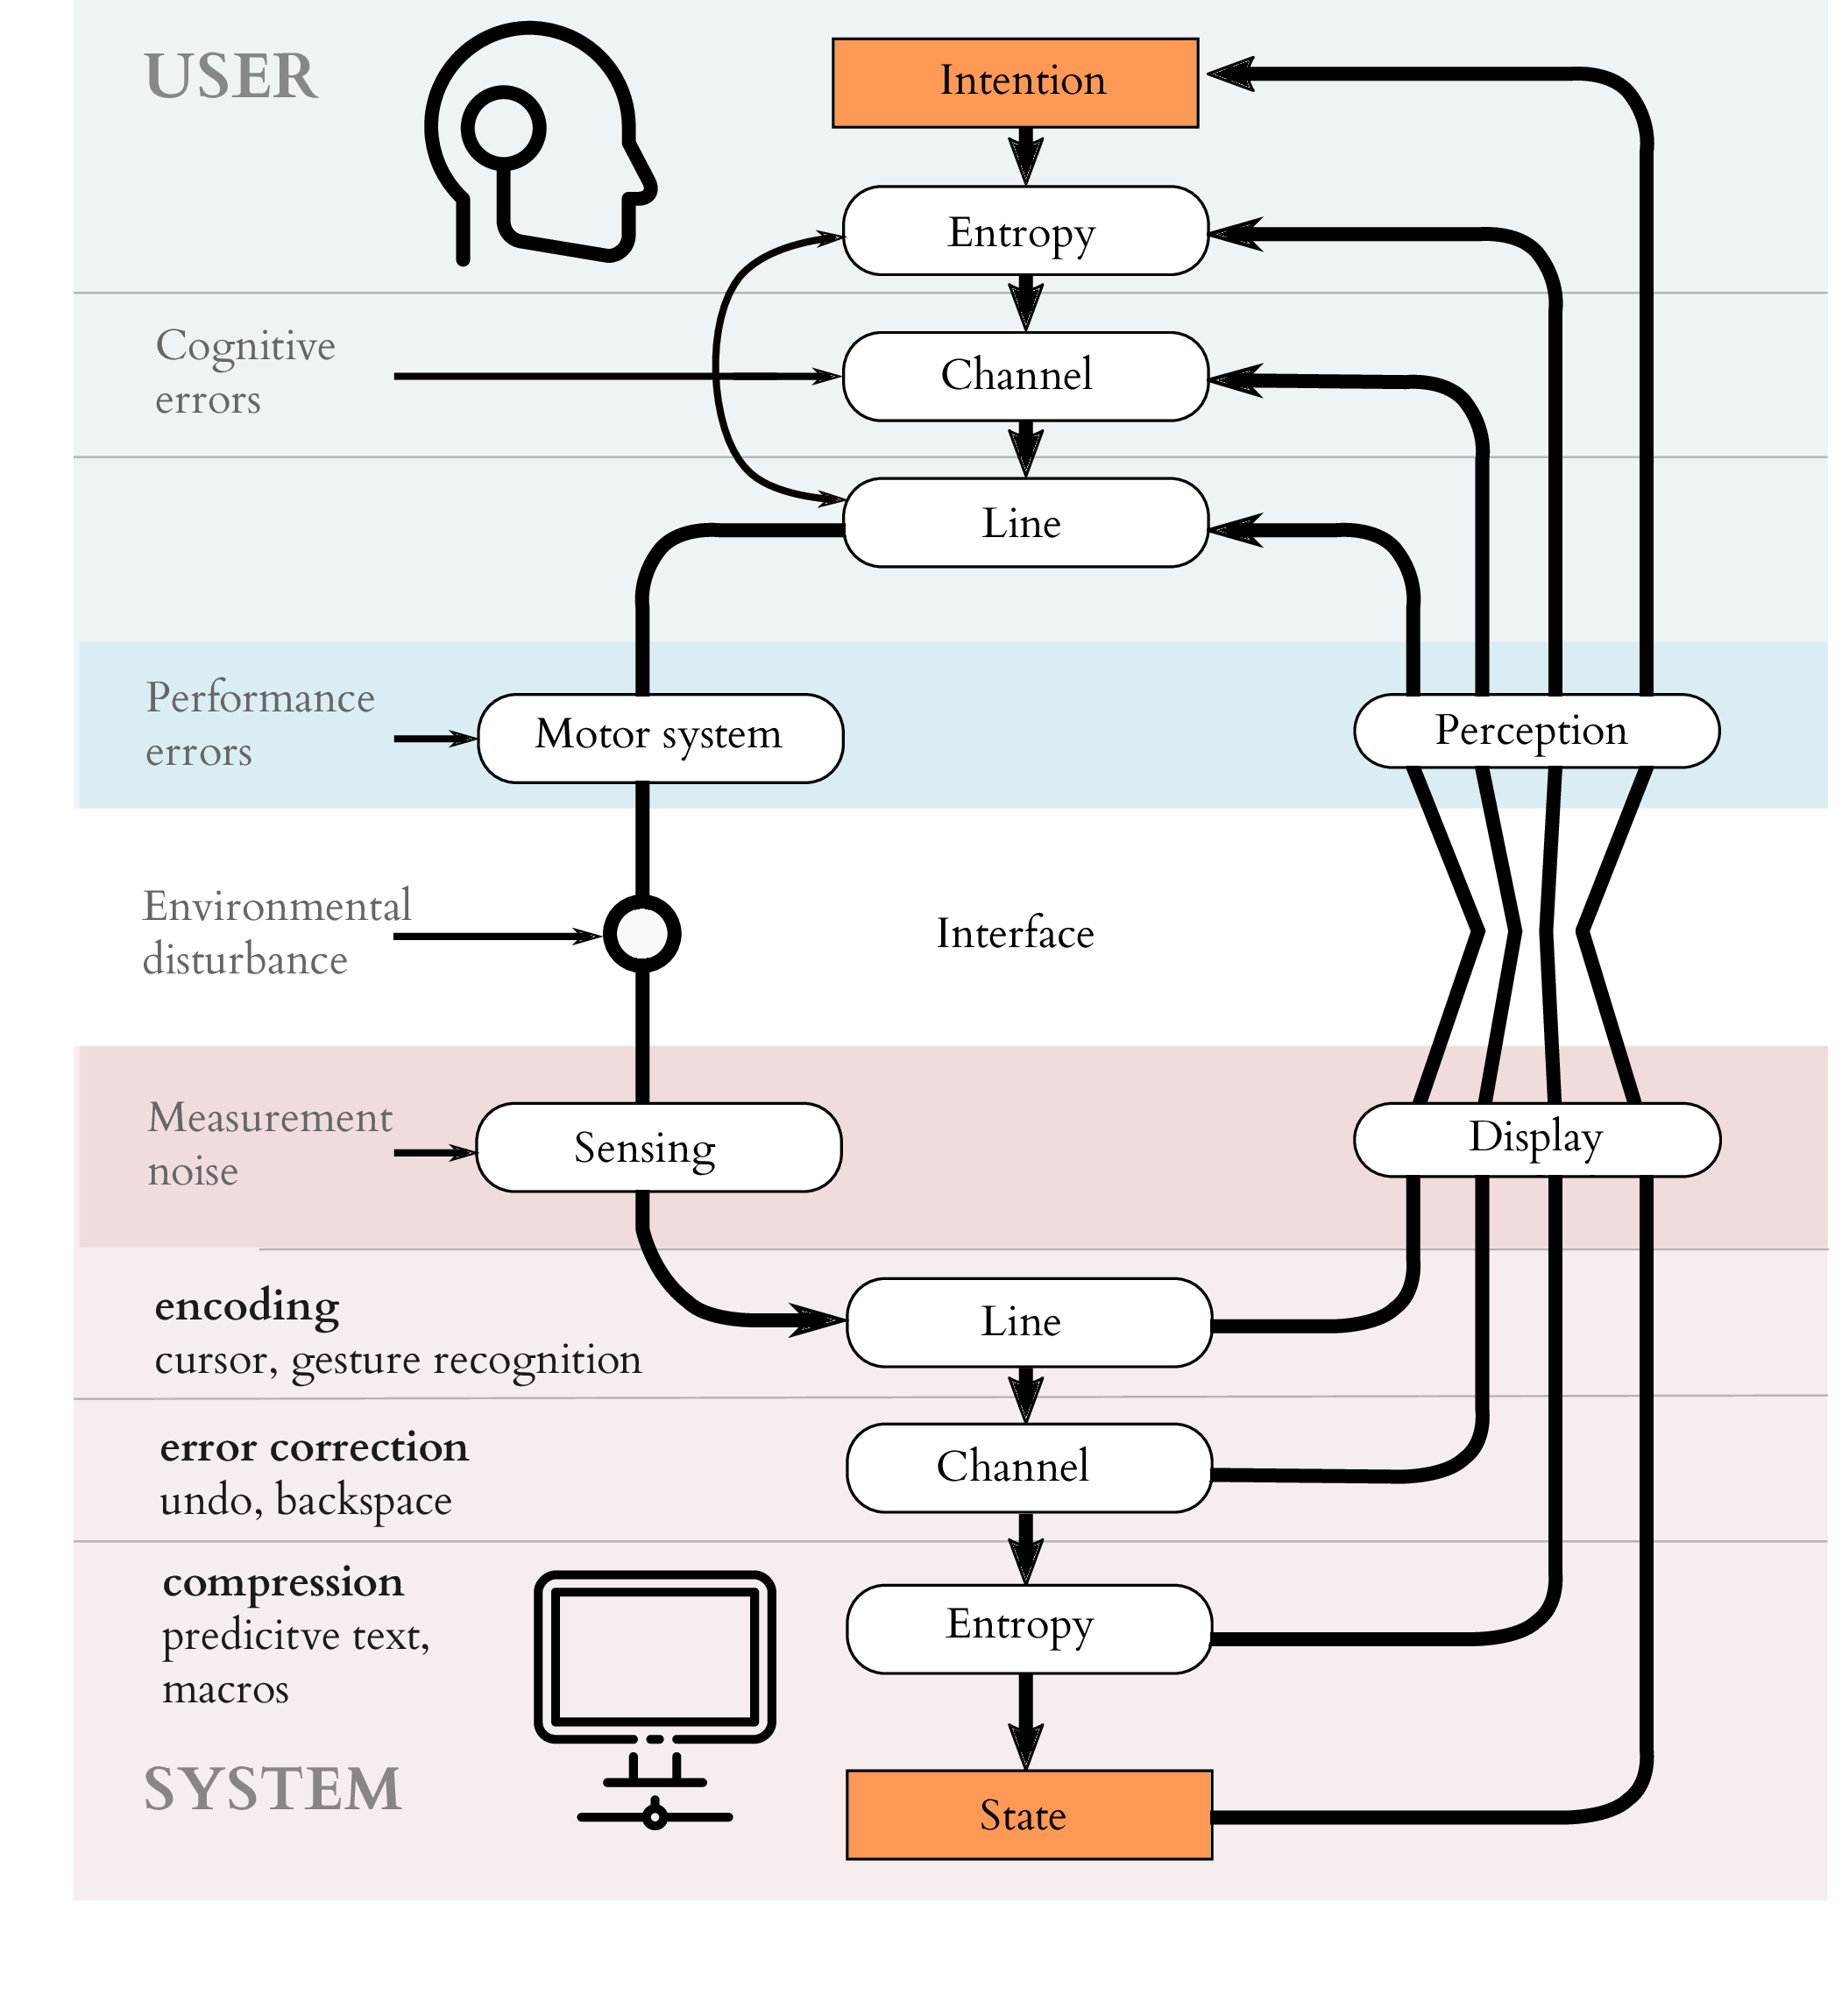 USER
Intention
Entropy
Cognitive
errors
Channel
Line
Performance
errors
Motor system
Perception
Environmental
disturbance
Interface
Measurement
noise
Sensing
Display
encoding
cursor, gesture recognition
Line
error correction
undo, backspace
Channel
compression
predicitve text,
macros
Entropy
SYSTEM
State